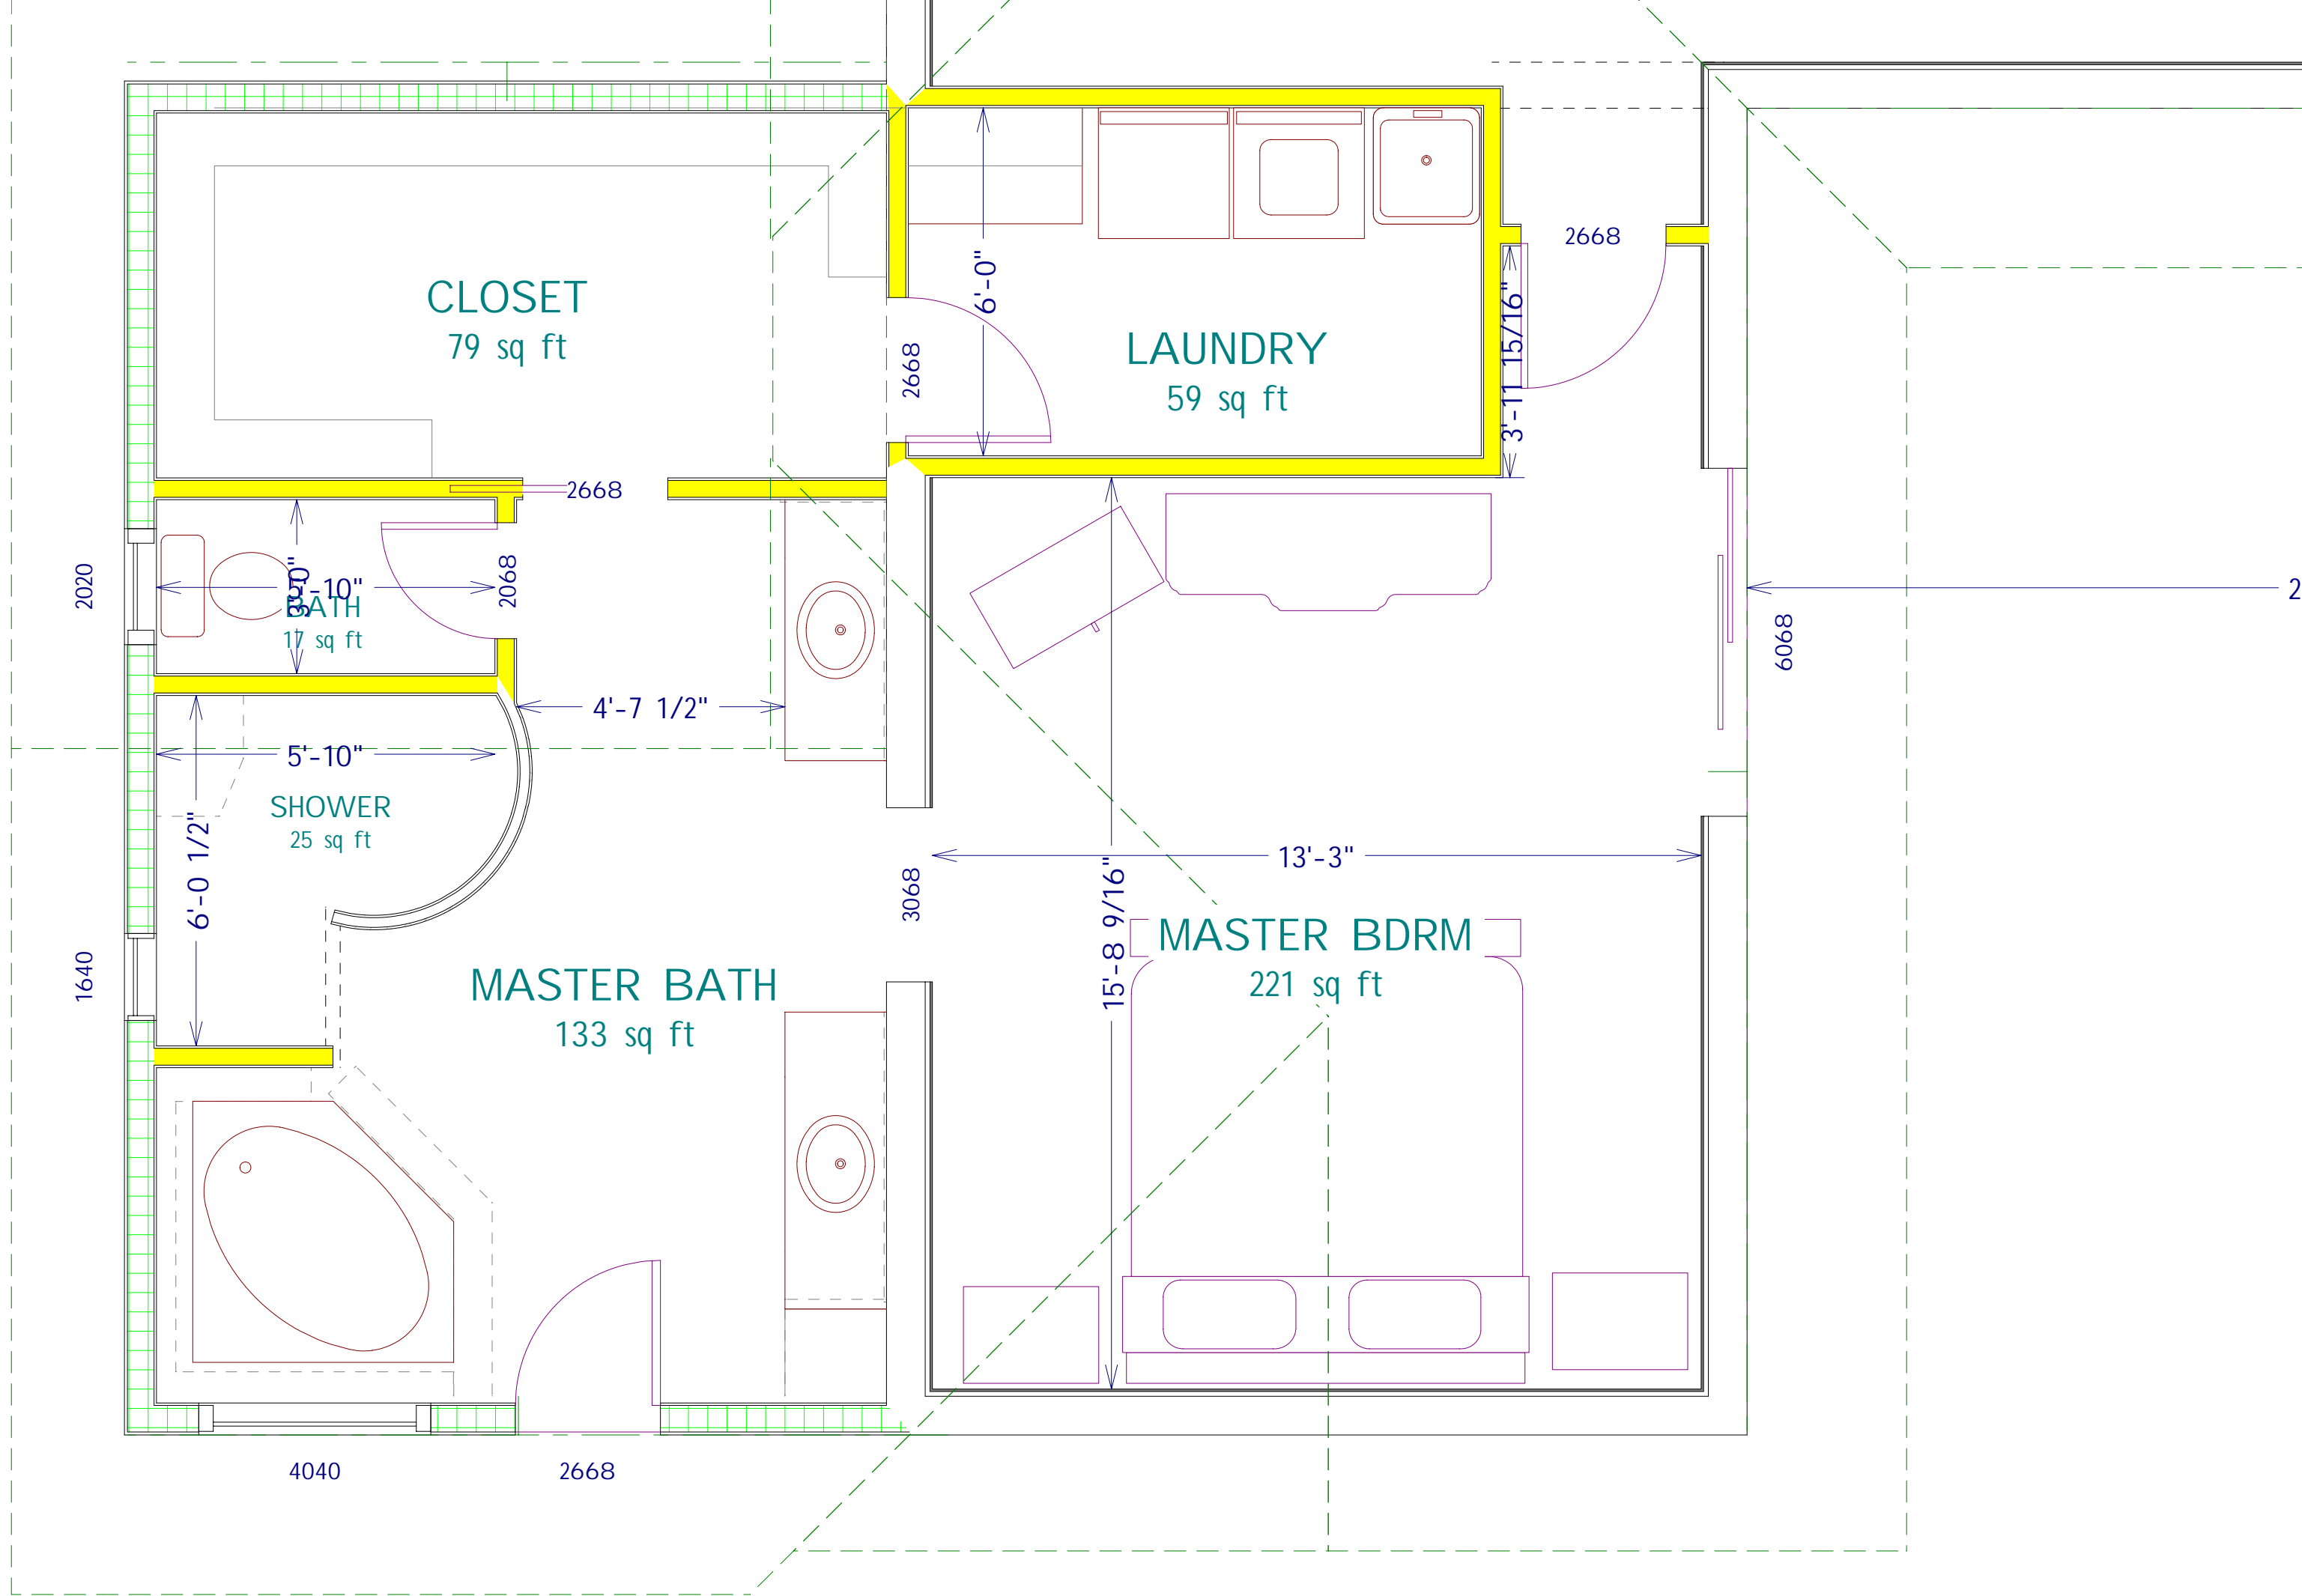 2668
CLOSET
79 sq ft
6'-0"
LAUNDRY
59 sq ft
2668
3'-11 15/16"
2668
2020
3'-0"
5'-10"
BATH
17 sq ft
2068
2
6068
4'-7 1/2"
5'-10"
SHOWER
25 sq ft
6'-0 1/2"
13'-3"
3068
15'-8 9/16"
MASTER BDRM
221 sq ft
1640
MASTER BATH
133 sq ft
4040
2668